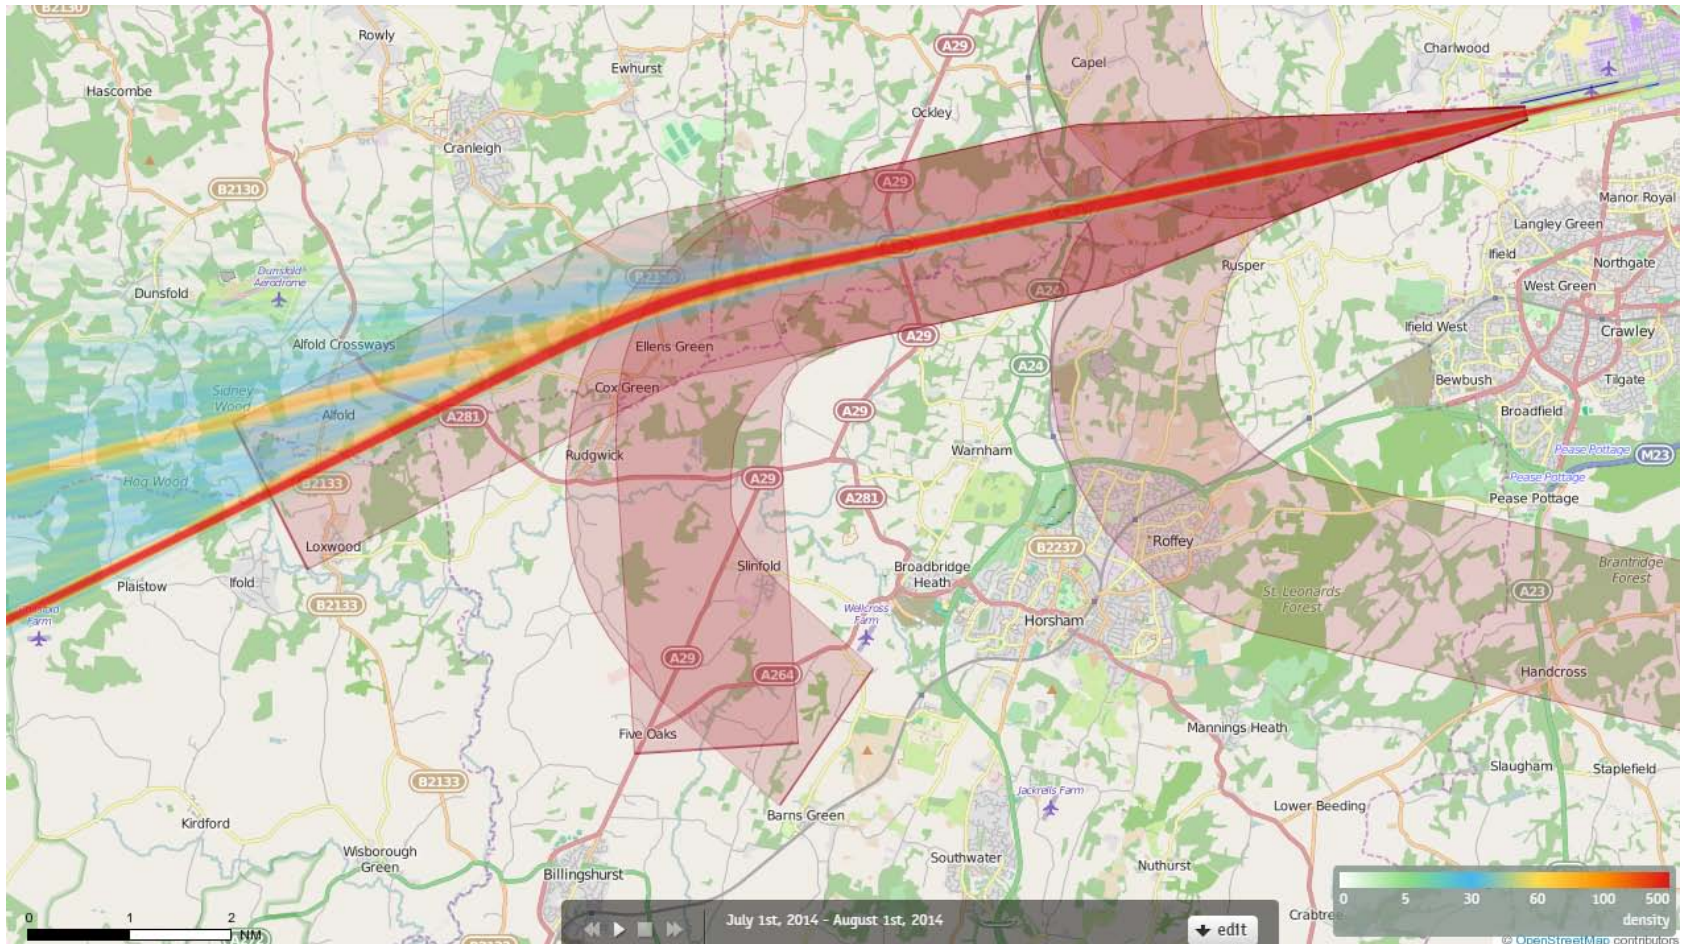 B2130
Rowly
A29
Charlwood
Hascombe
Ewhurst
Capel
Ockley
Cranleigh
B2130
A29
Manor Royal
Langley Green
Dunsfold
Aerodrome
Dunsfold
Rusper
Ifield
Northgate
West Green
A24
Alfold Crossways
Ellens Green
A29
Ifield West
Crawley
Sidney
Wood
Cox Green
A24
Bewbush
Tilgate
Alfold
A281
A29
Broadfield
Rudgwick
Warnham
Pease Pottage
M23
Hog Wood
B2133
A29
A281
Pease Pottage
Pease Pottage
Loxwood
B2237
Roffey
Plaistow
Ifold
Slinfold
Broadbridge
Heath
Brantridge
Forest
B2133
St. Leonards
Forest
A23
Farm
Wellcross
Farm
Horsham
A29
A264
Handcross
Five Oaks
Mannings Heath
B2133
Slaugham
Staplefield
Jackrells Farm
Kirdford
Barns Green
Lower Beeding
Wisborough
Green
Billingshurst
Southwater
Nuthurst
0 5 30 60 100 500
density
0 1 2
NM
July 1st, 2014 - August 1st, 2014
edit
Crabtree
© OpenStreetMap contributors